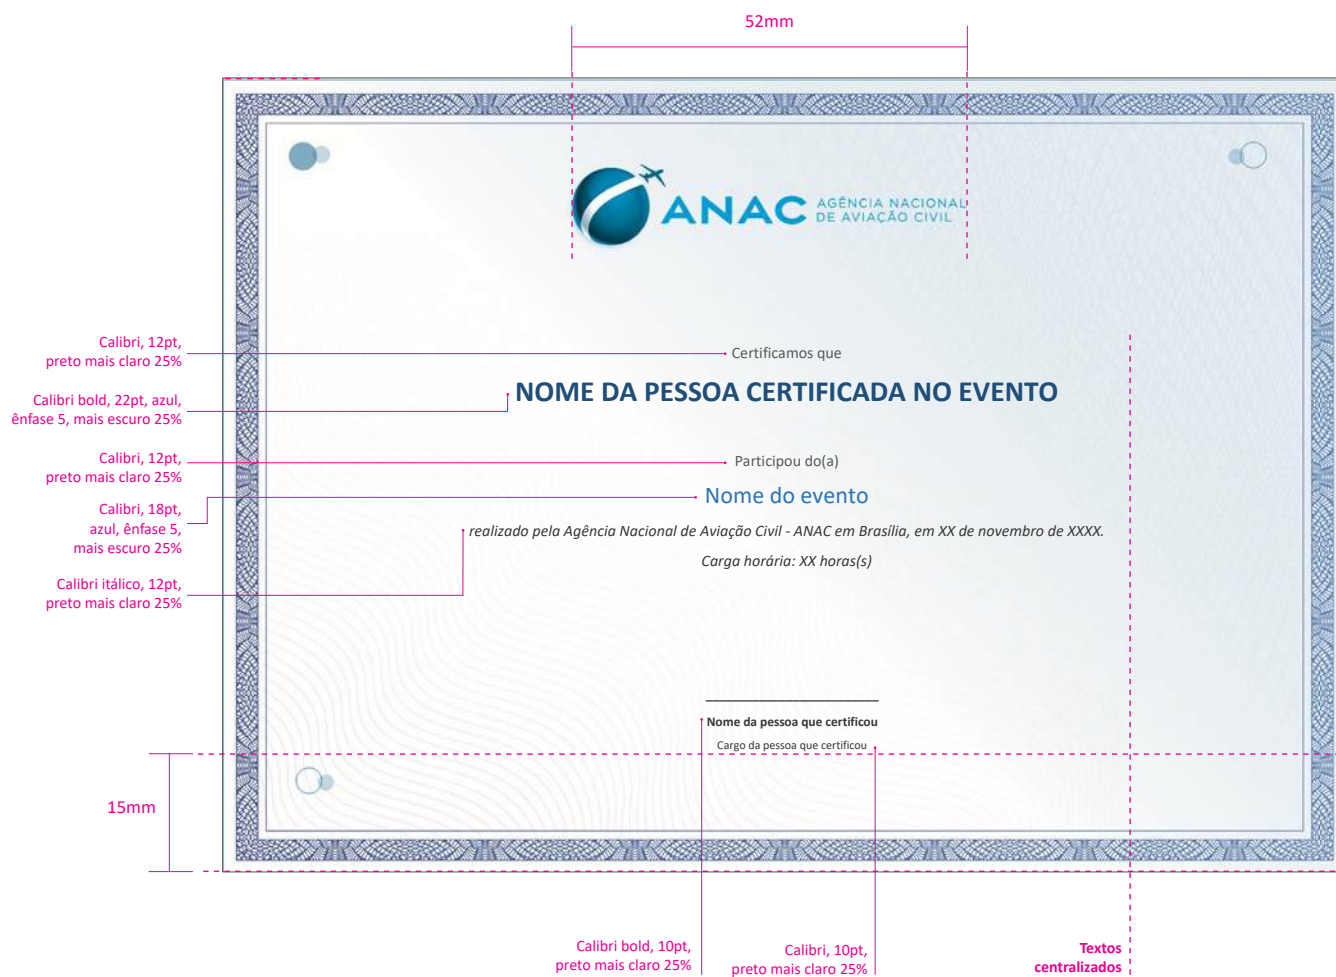 52mm
ANAC
AGÊNCIA NACIONAL
DE AVIAÇÃO CIVIL
Calibri, 12pt,
preto mais claro 25%
Certificamos que
Calibri bold, 22pt, azul,
ênfase 5, mais escuro 25%
NOME DA PESSOA CERTIFICADA NO EVENTO
Calibri, 12pt,
preto mais claro 25%
Participou do(a)
Calibri, 18pt,
azul, ênfase 5,
mais escuro 25%
Nome do evento
realizado pela Agência Nacional de Aviação Civil - ANAC em Brasília, em XX de novembro de XXXX.
Carga horária: XX horas(s)
Calibri itálico, 12pt,
preto mais claro 25%
Nome da pessoa que certificou
Cargo da pessoa que certificou
15mm
Calibri bold, 10pt,
preto mais claro 25%
Calibri, 10pt,
preto mais claro 25%
Textos
centralizados